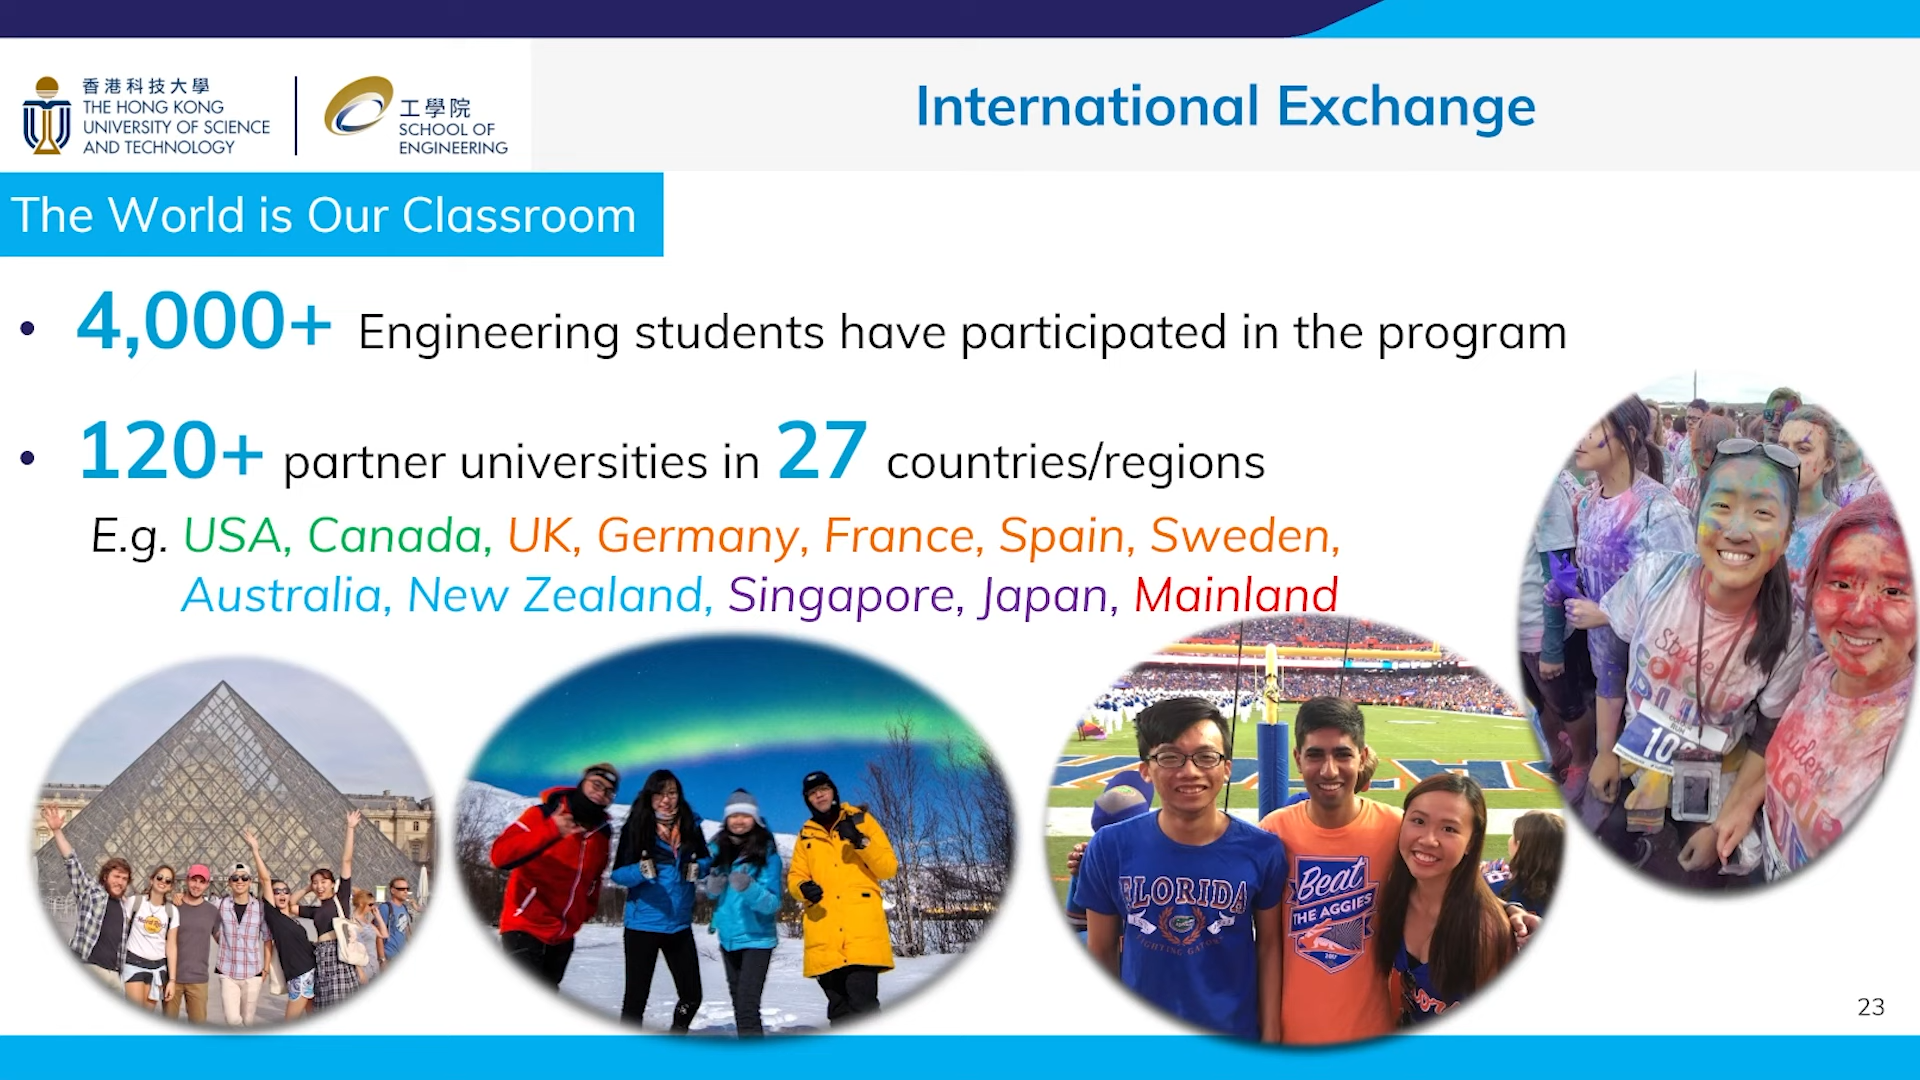 香港科技大學
THE HONG KONG
UNIVERSITY OF SCIENCE
AND TECHNOLOGY
工學院
SCHOOL OF
ENGINEERING
International Exchange
The World is Our Classroom
• 4,000+ Engineering students have participated in the program
• 120+ partner universities in 27 countries/regions
E.g. USA, Canada, UK, Germany, France, Spain, Sweden,
Australia, New Zealand, Singapore, Japan, Mainland
FLORIDA
Beat
THE AGGIES
2017
23